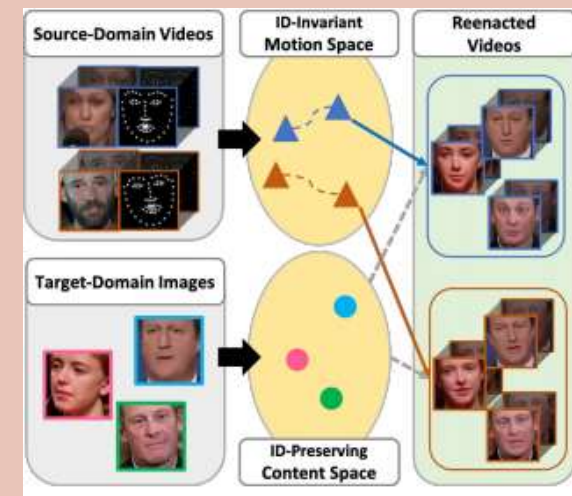 Source-Domain Videos
ID-Invariant
Motion Space
Reenacted
Videos
Target-Domain Images
ID-Preserving
Content Space